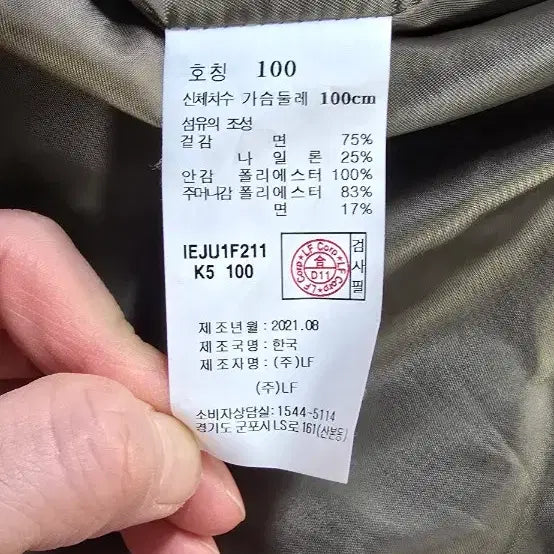 호칭 100
신체치수 가슴둘레 100cm
섬유의 조성
겉감 면 75%
나일론 25%
안감 폴리에스터 100%
주머니감 폴리에스터 83%
면 17%
IEJU1F211
K5 100
LF Corp ★ LF Corp ★ LF Corp ★
합
D11
검사필
제조년월 : 2021.08
제조국명 : 한국
제조자명 : (주)LF
(주)LF
소비자상담실: 1544-5114
경기도 군포시 LS로 161(산본동)